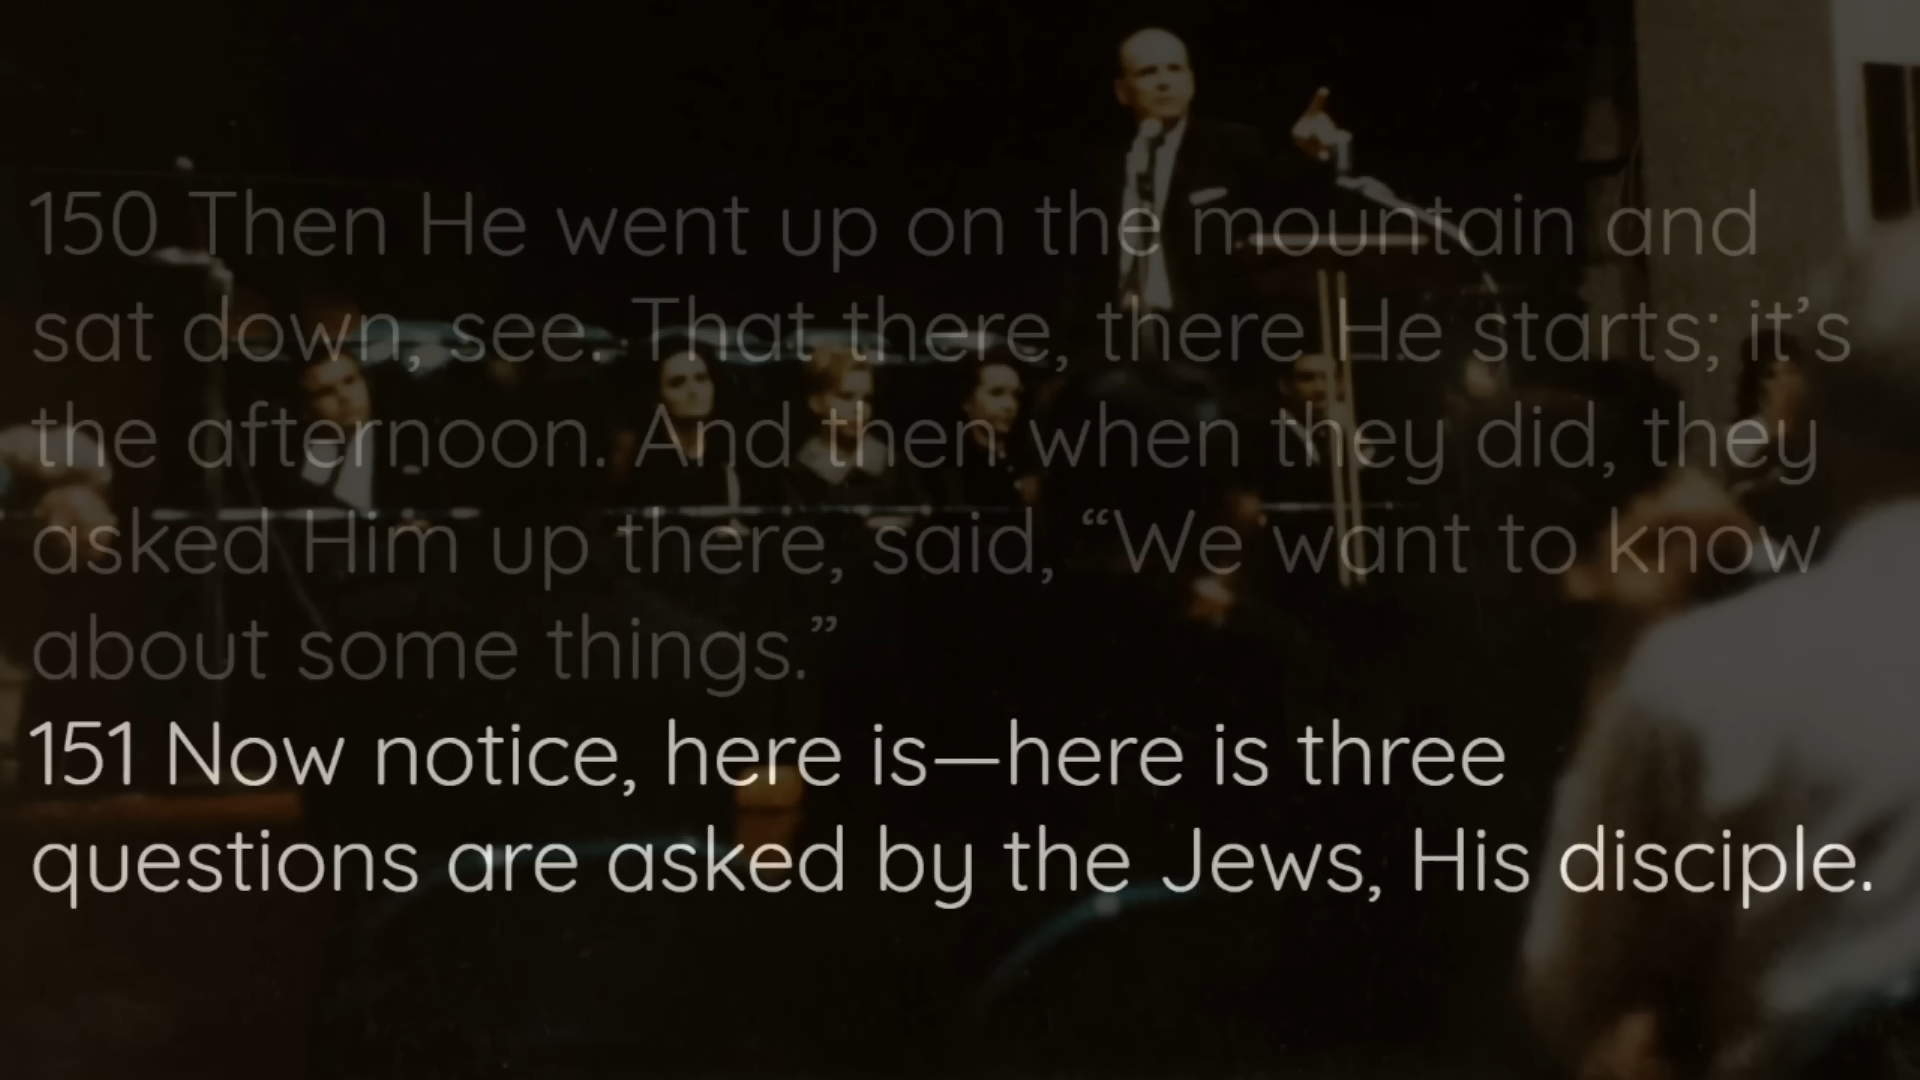 150 Then He went up on the mountain and
sat down, see. That there, there He starts; it’s
the afternoon. And then when they did, they
asked Him up there, said, “We want to know
about some things.”
151 Now notice, here is—here is three
questions are asked by the Jews, His disciple.